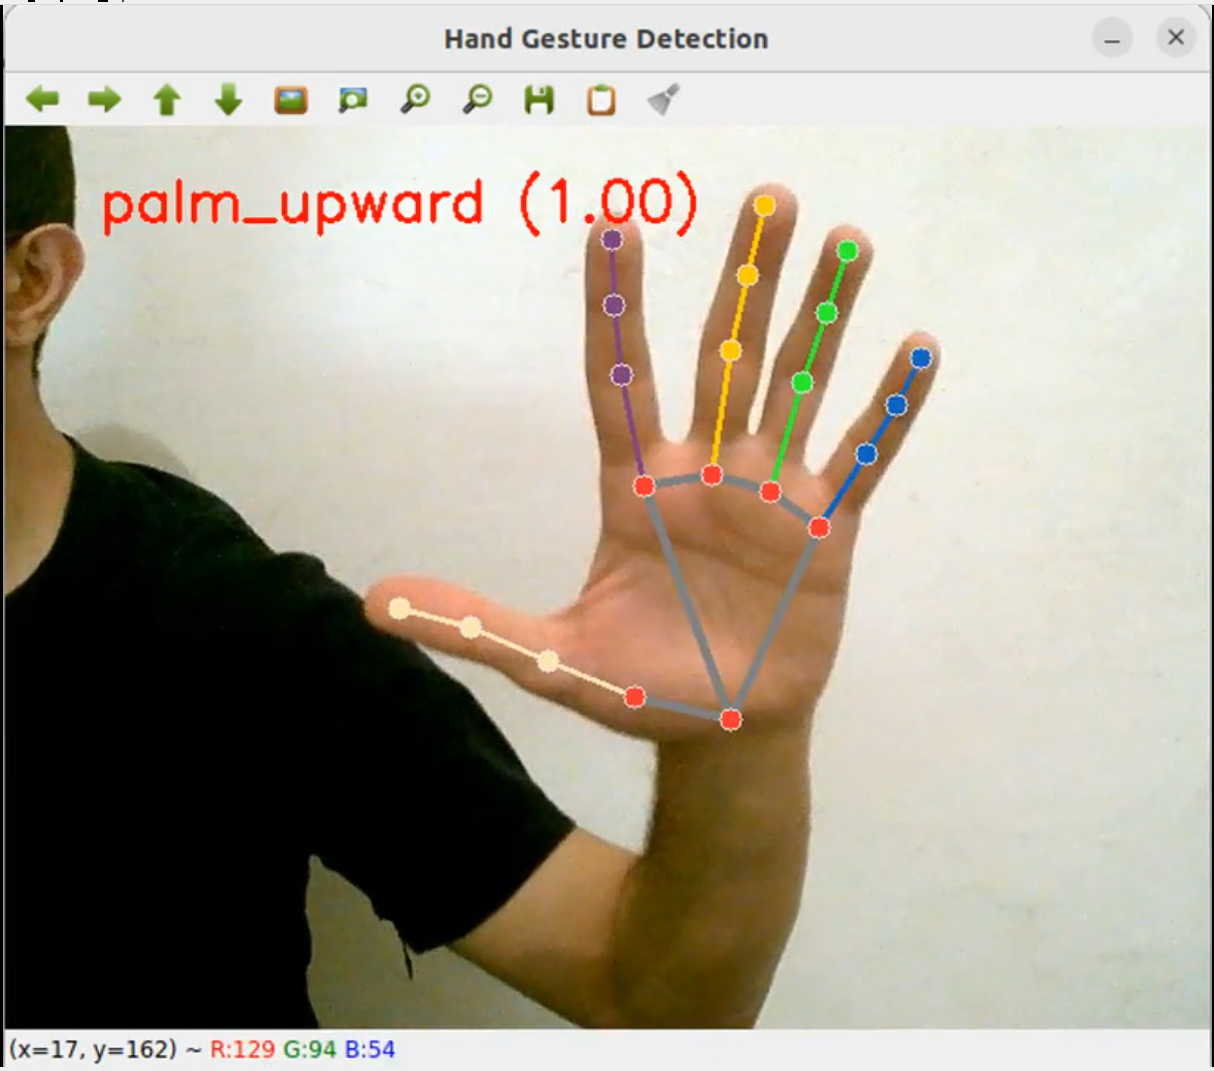 Hand Gesture Detection
palm_upward (1.00)
(x=17, y=162) ~ R:129 G:94 B:54